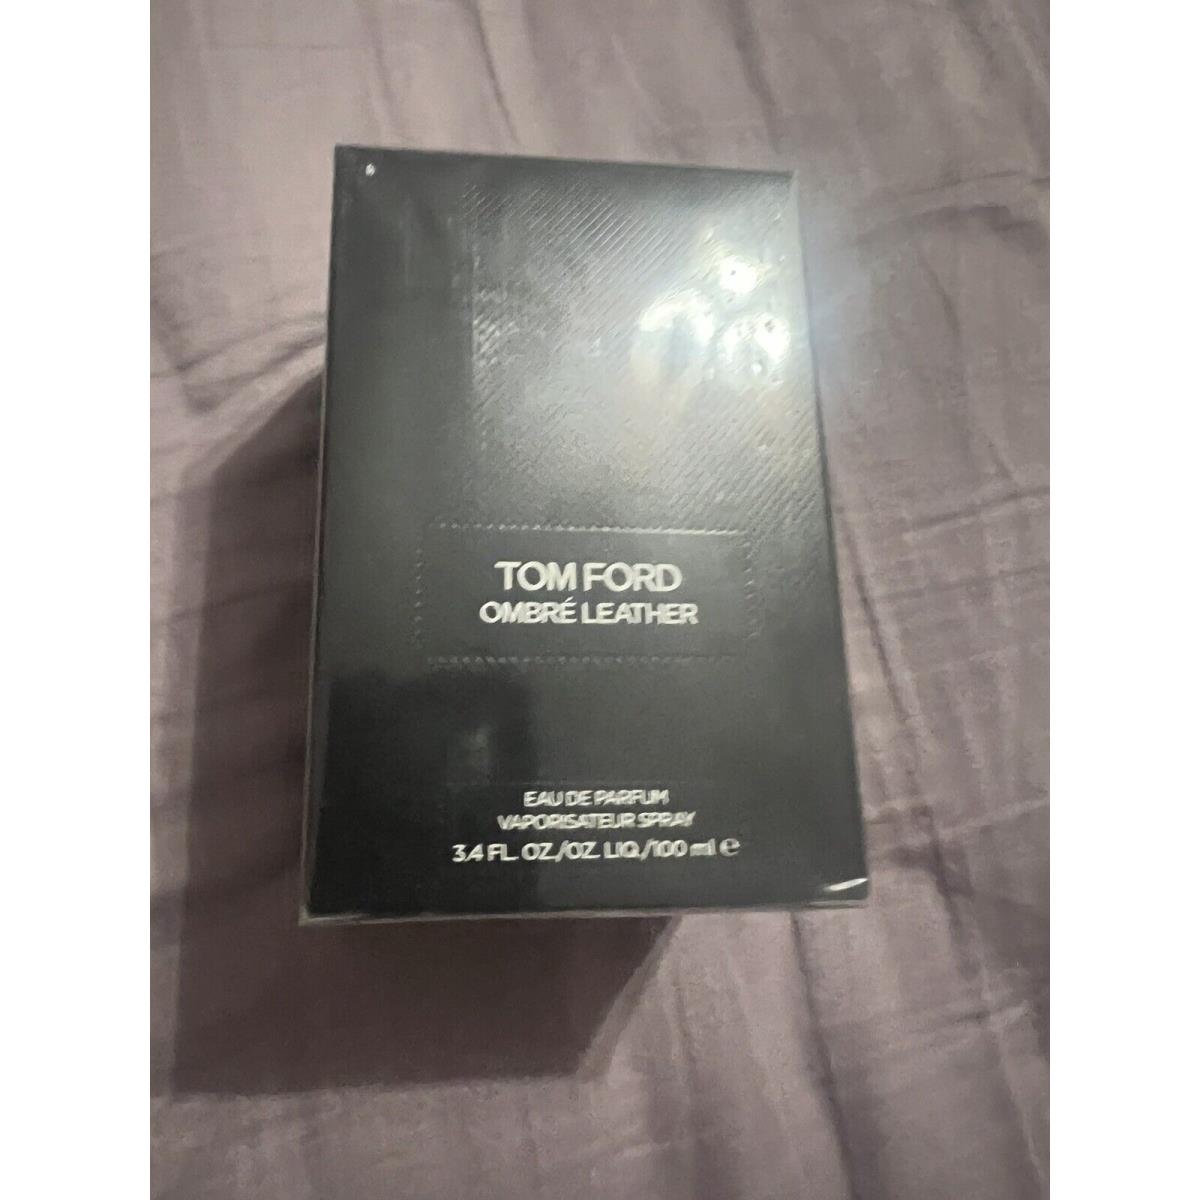 TOM FORD
OMBRÉ LEATHER
EAU DE PARFUM
VAPORISATEUR SPRAY
3.4 FL. OZ./OZ. LIQ./100 ml ℮